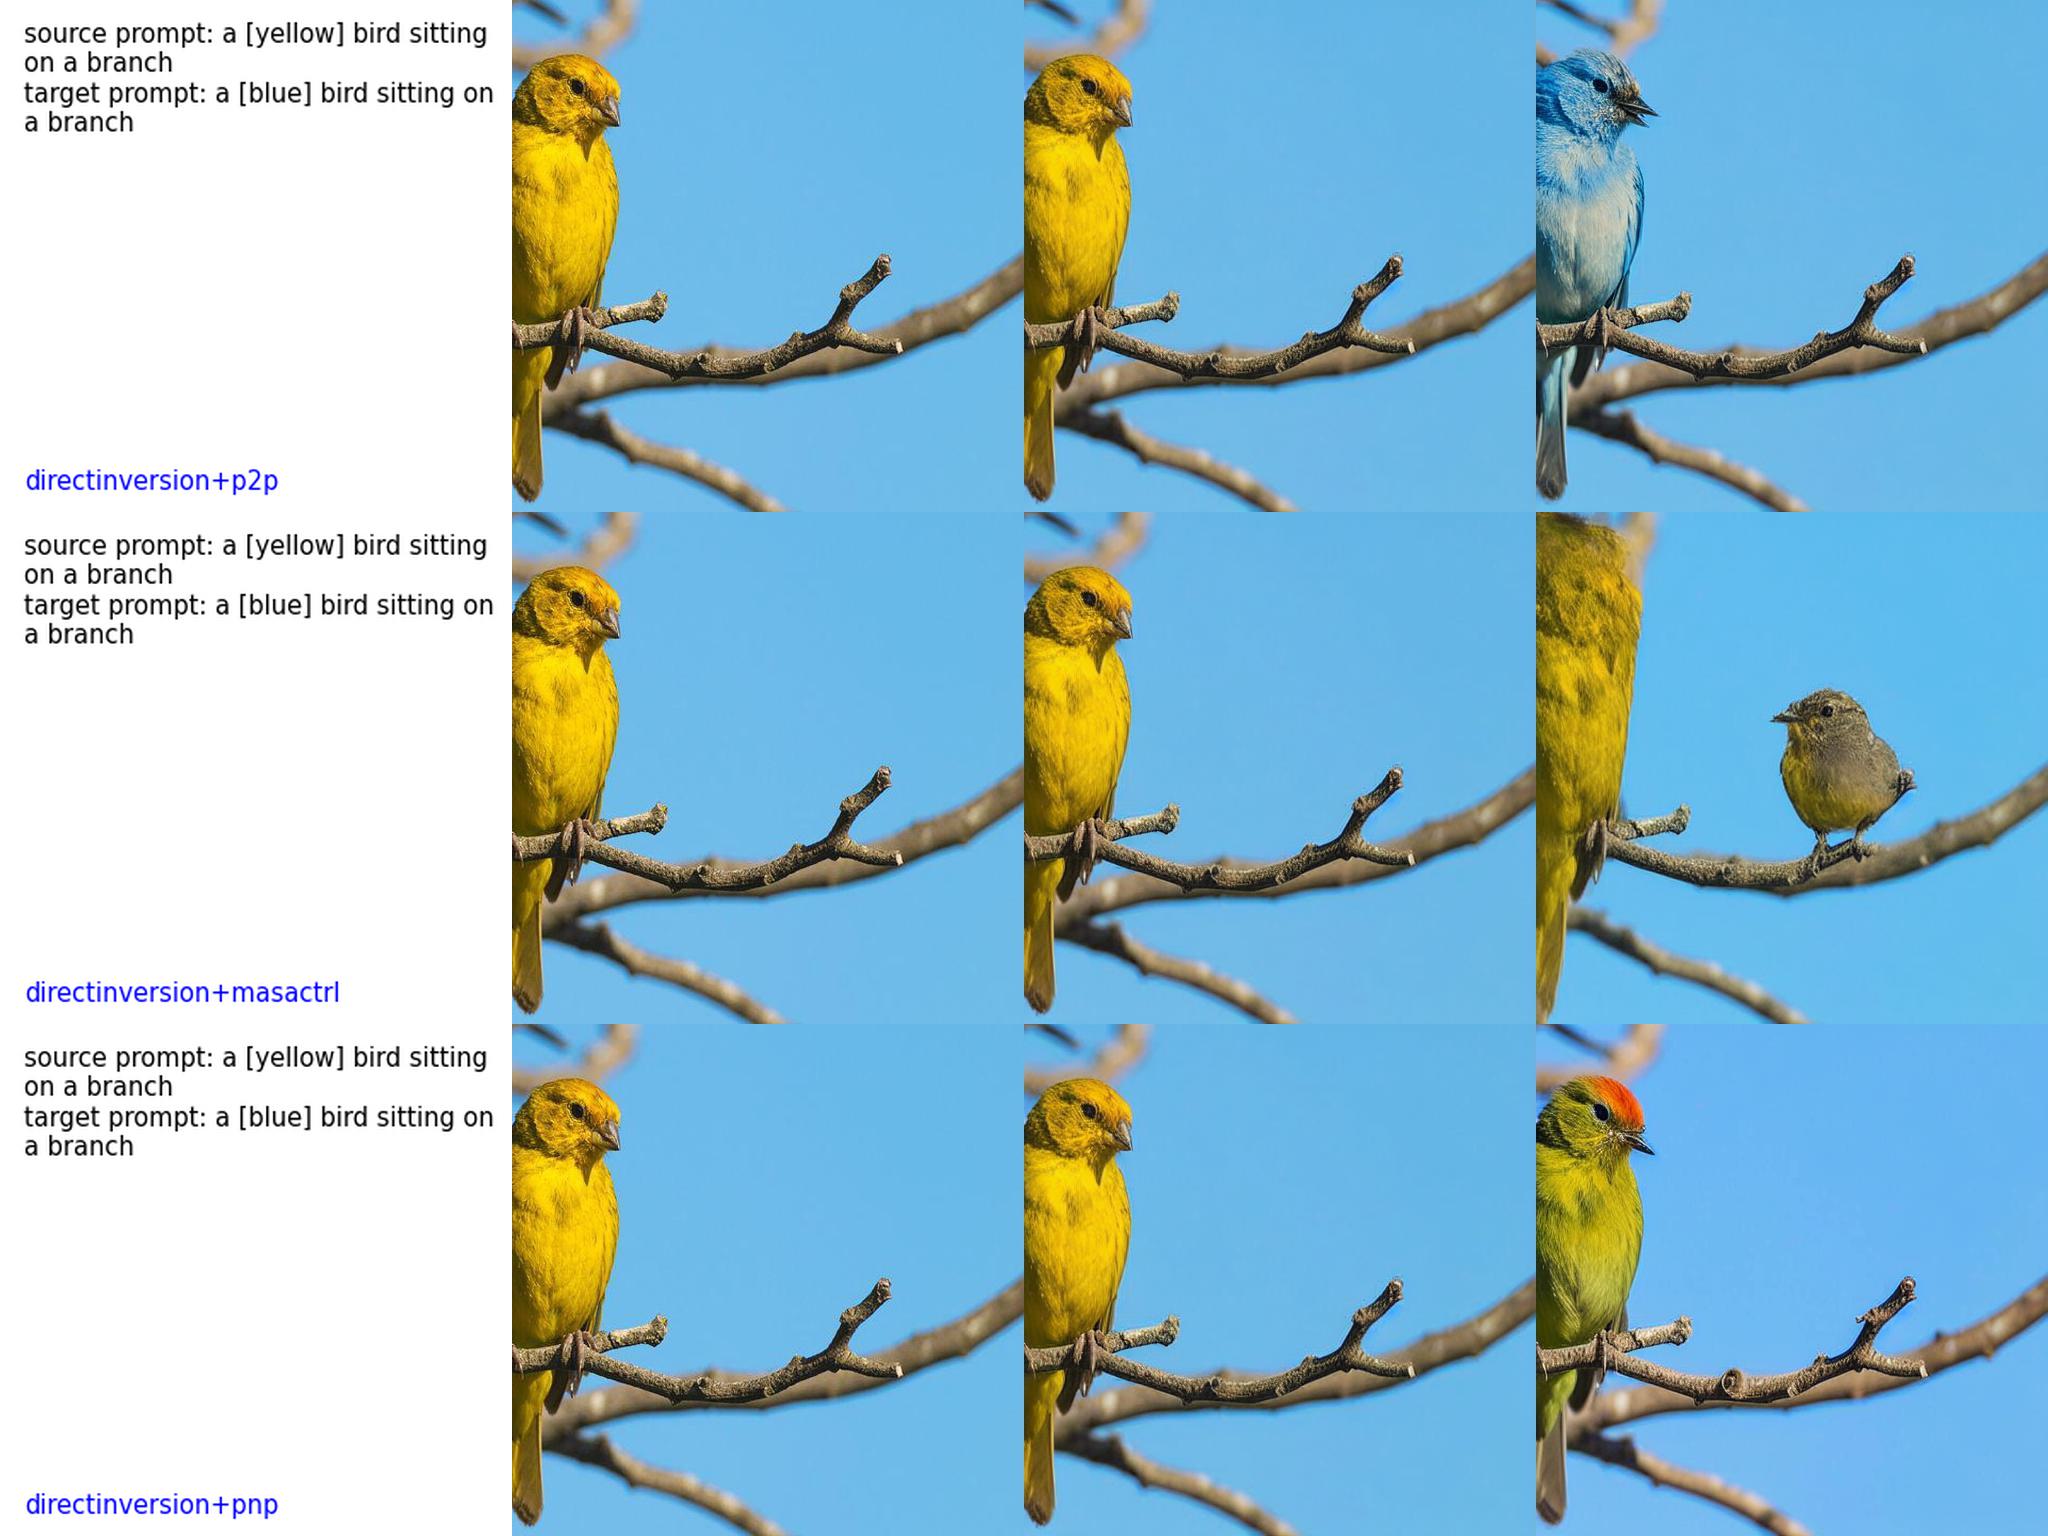 source prompt: a [yellow] bird sitting
on a branch
target prompt: a [blue] bird sitting on
a branch
directinversion+p2p
source prompt: a [yellow] bird sitting
on a branch
target prompt: a [blue] bird sitting on
a branch
directinversion+masactrl
source prompt: a [yellow] bird sitting
on a branch
target prompt: a [blue] bird sitting on
a branch
directinversion+pnp